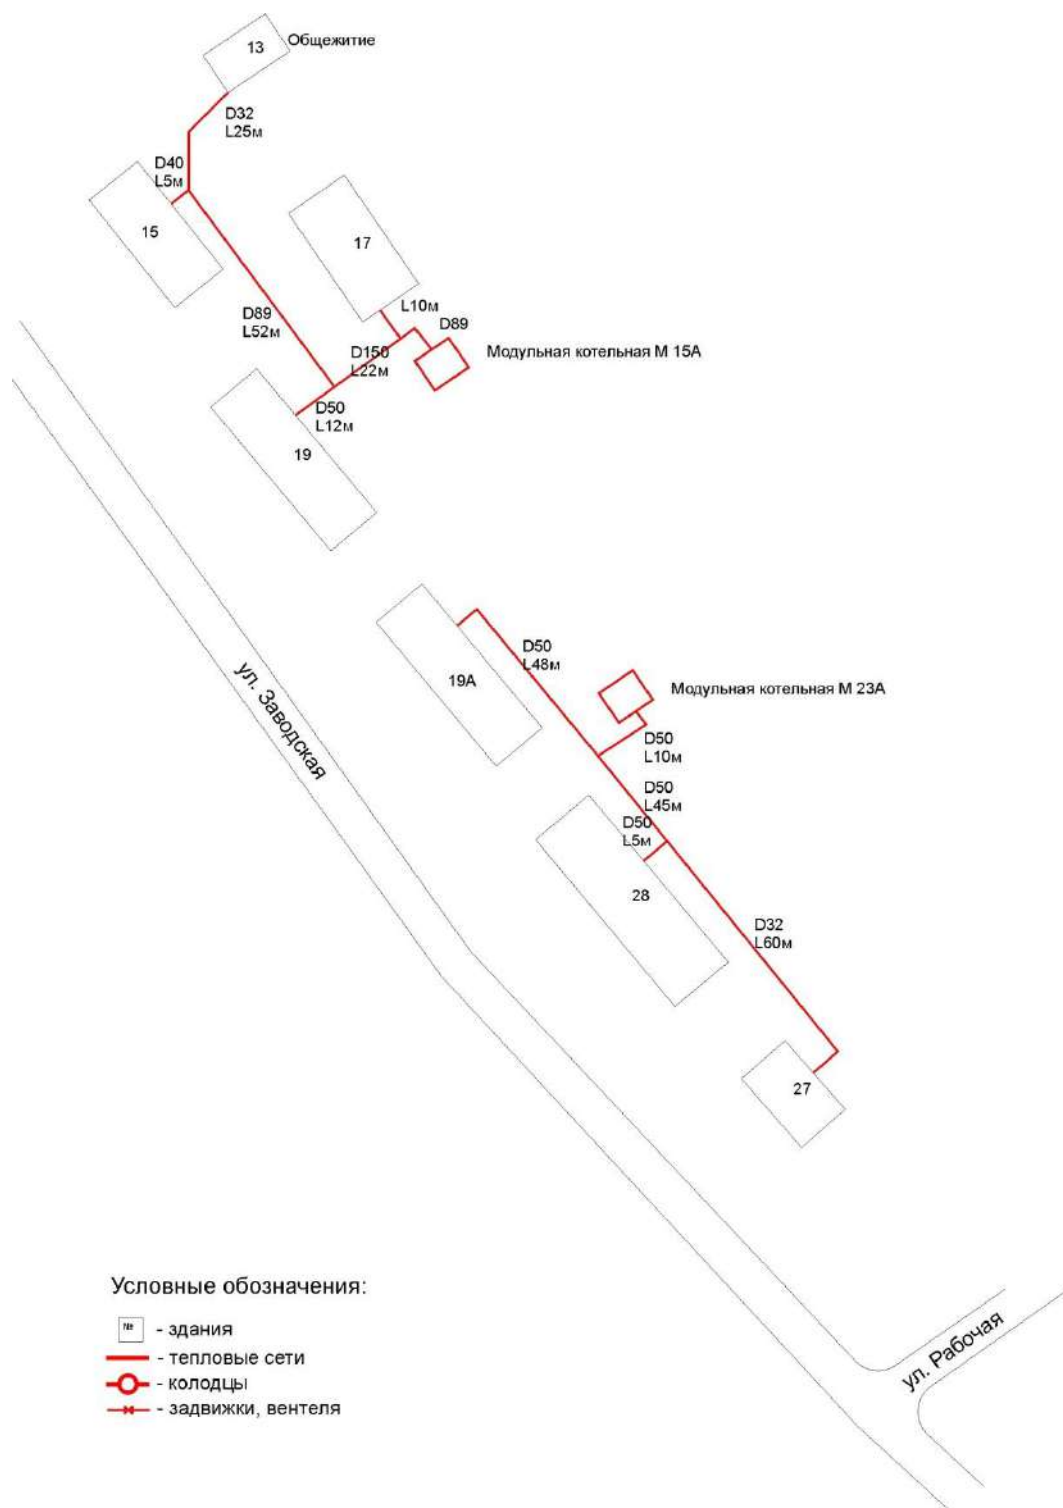 13
Общежитие
D32
L25м
D40
L5м
15
17
L10м
D89
D89
L52м
D150
L22м
Модульная котельная М 15А
D50
L12м
19
D50
L48м
19А
Модульная котельная М 23А
D50
L10м
D50
L45м
D50
L5м
28
D32
L60м
27
ул. Заводская
ул. Рабочая
Условные обозначения:
№ - здания
- тепловые сети
- колодцы
- задвижки, вентеля